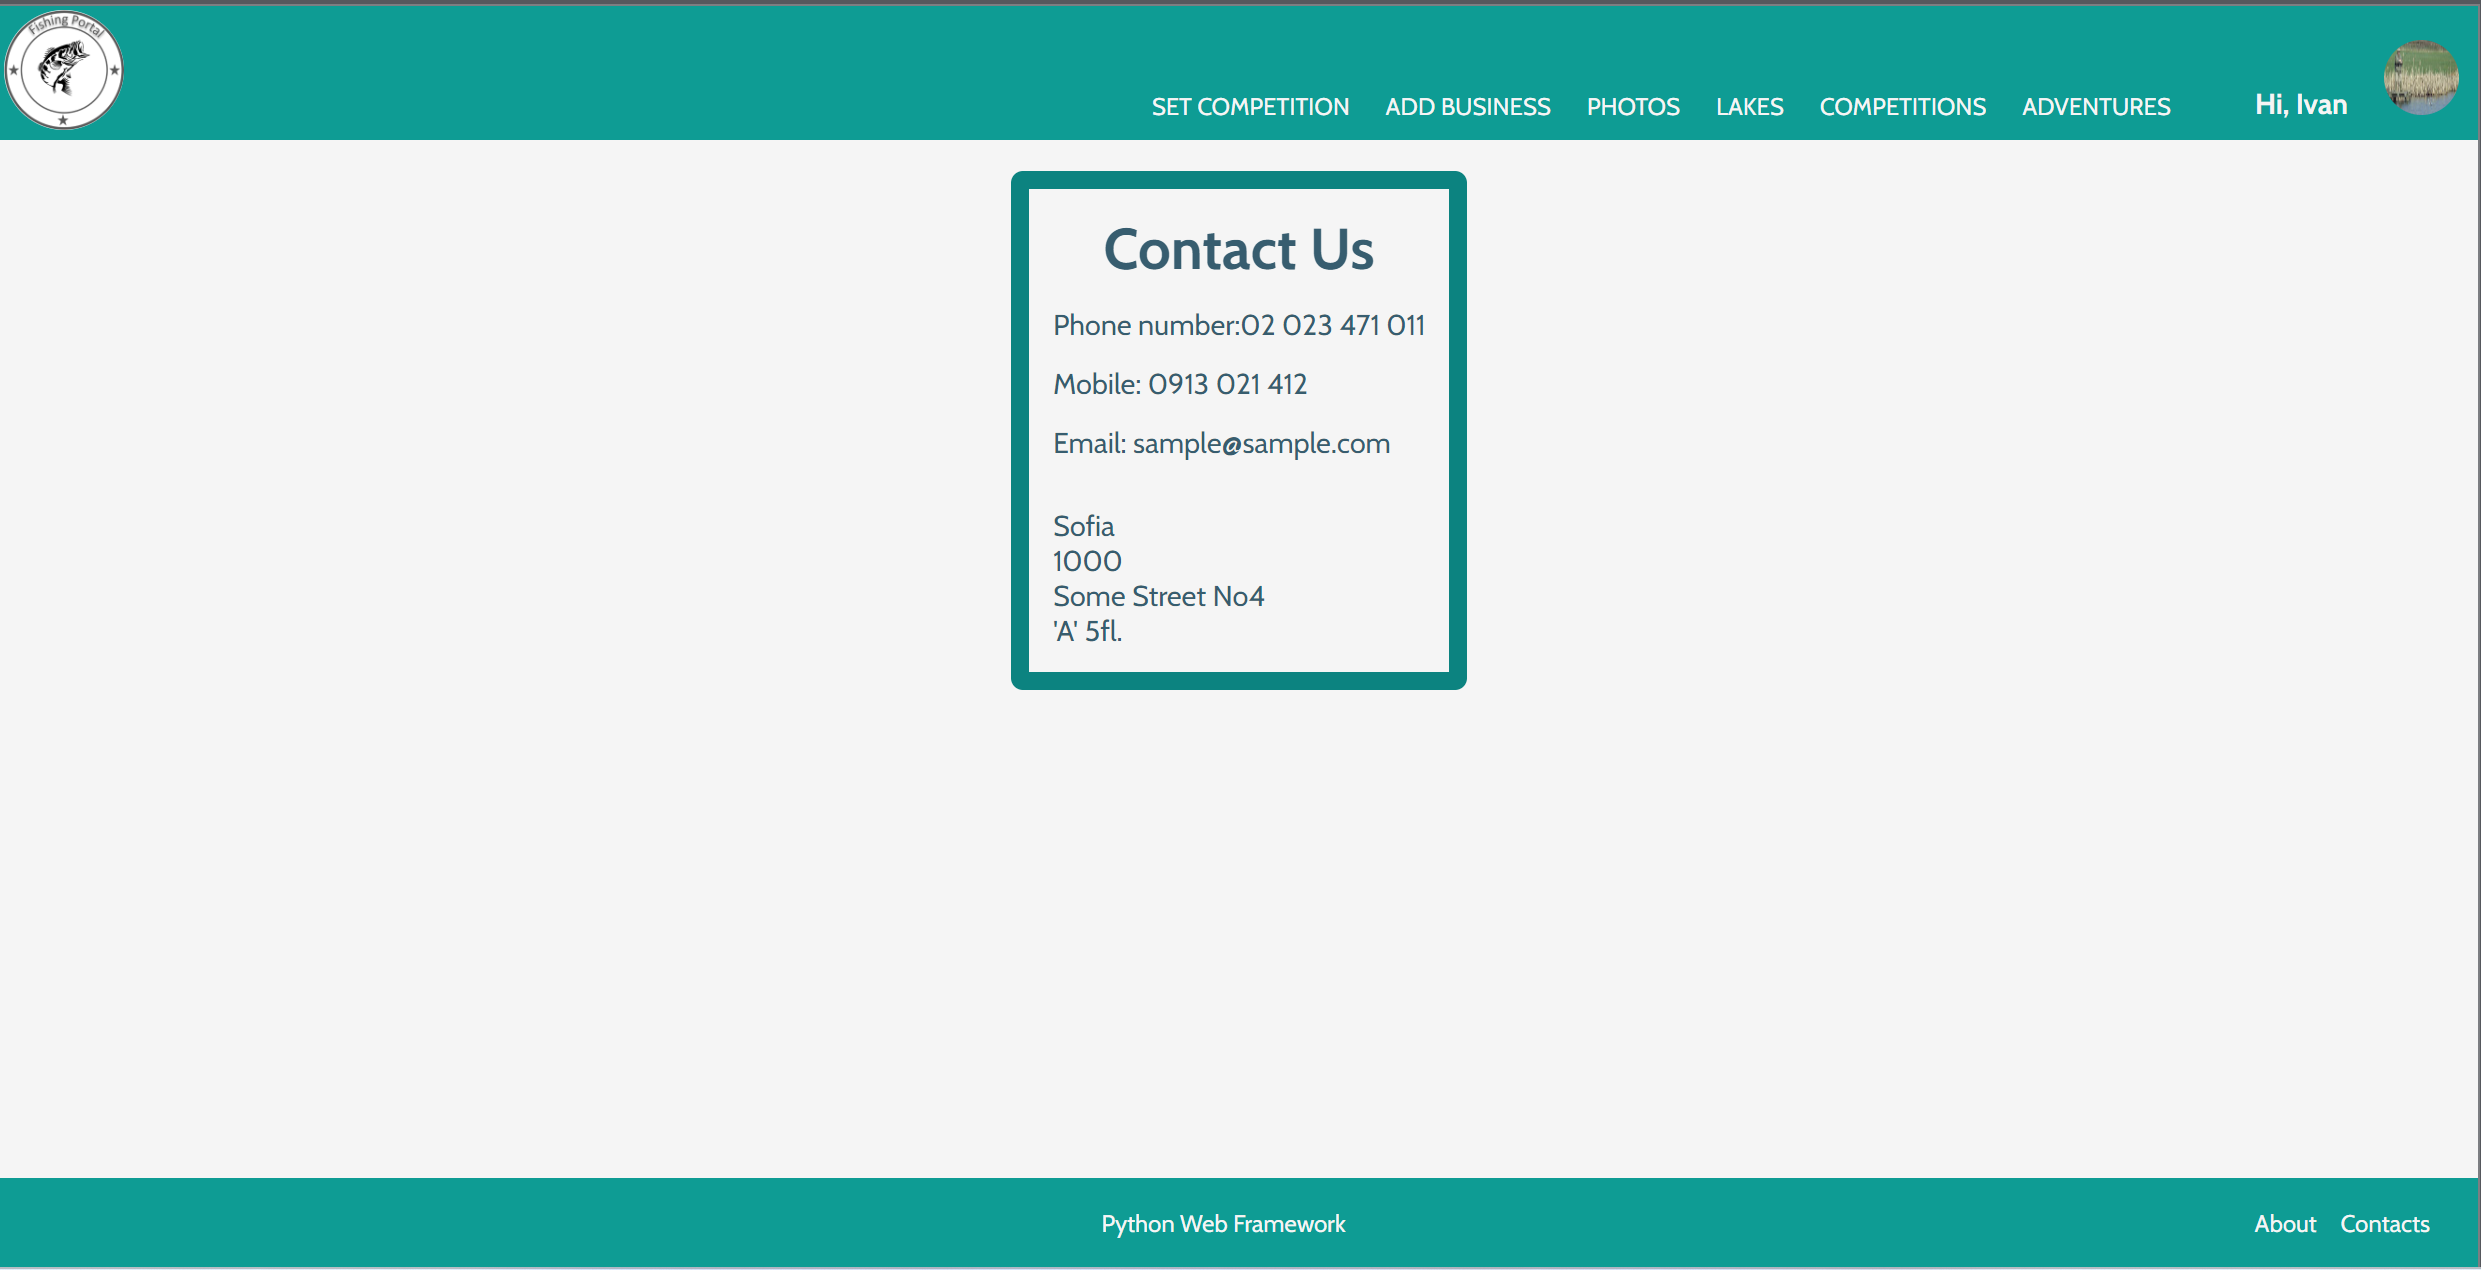 Fishing Portal
SET COMPETITION ADD BUSINESS PHOTOS LAKES COMPETITIONS ADVENTURES Hi, Ivan
Contact Us
Phone number:02 023 471 011
Mobile: 0913 021 412
Email: sample@sample.com
Sofia
1000
Some Street No4
'A' 5fl.
Python Web Framework
About Contacts